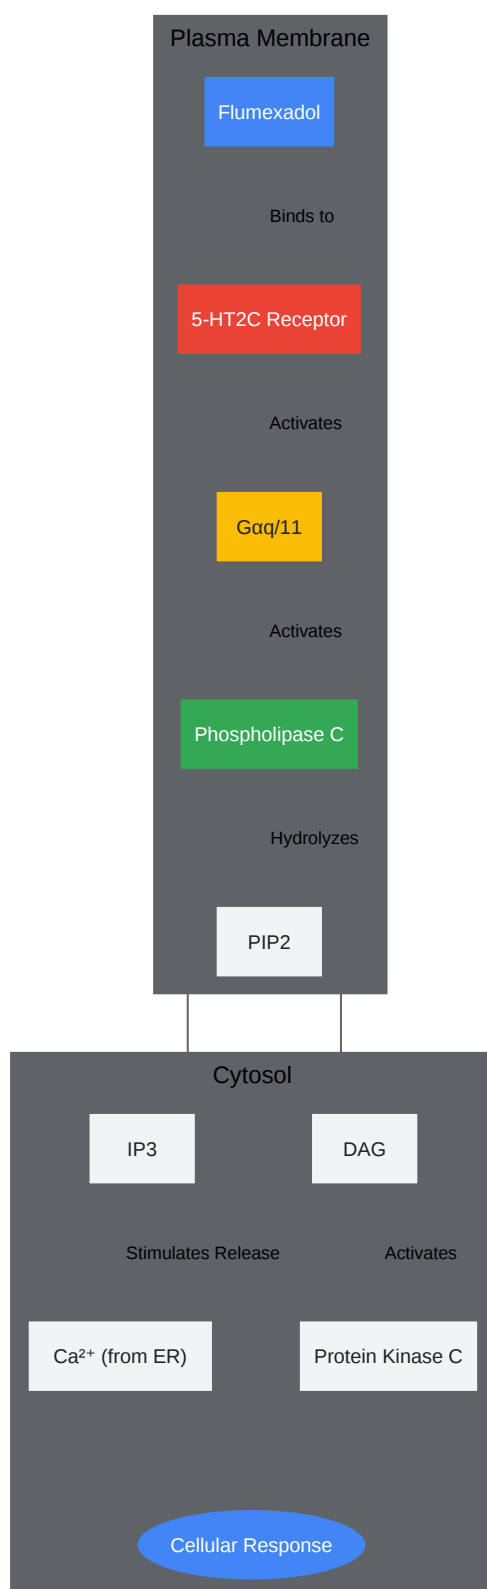 Plasma Membrane
Flumexadol
Binds to
5-HT2C Receptor
Activates
Gαq/11
Activates
Phospholipase C
Hydrolyzes
PIP2
Cytosol
IP3
DAG
Stimulates Release
Activates
Ca²⁺ (from ER)
Protein Kinase C
Cellular Response